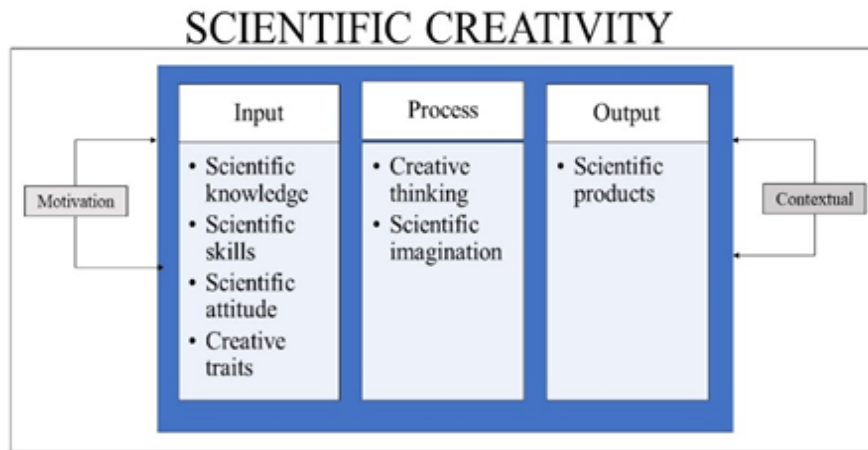 SCIENTIFIC CREATIVITY
Input
• Scientific
knowledge
• Scientific
skills
• Scientific
attitude
• Creative
traits
Process
• Creative
thinking
• Scientific
imagination
Output
• Scientific
products
Motivation
Contextual